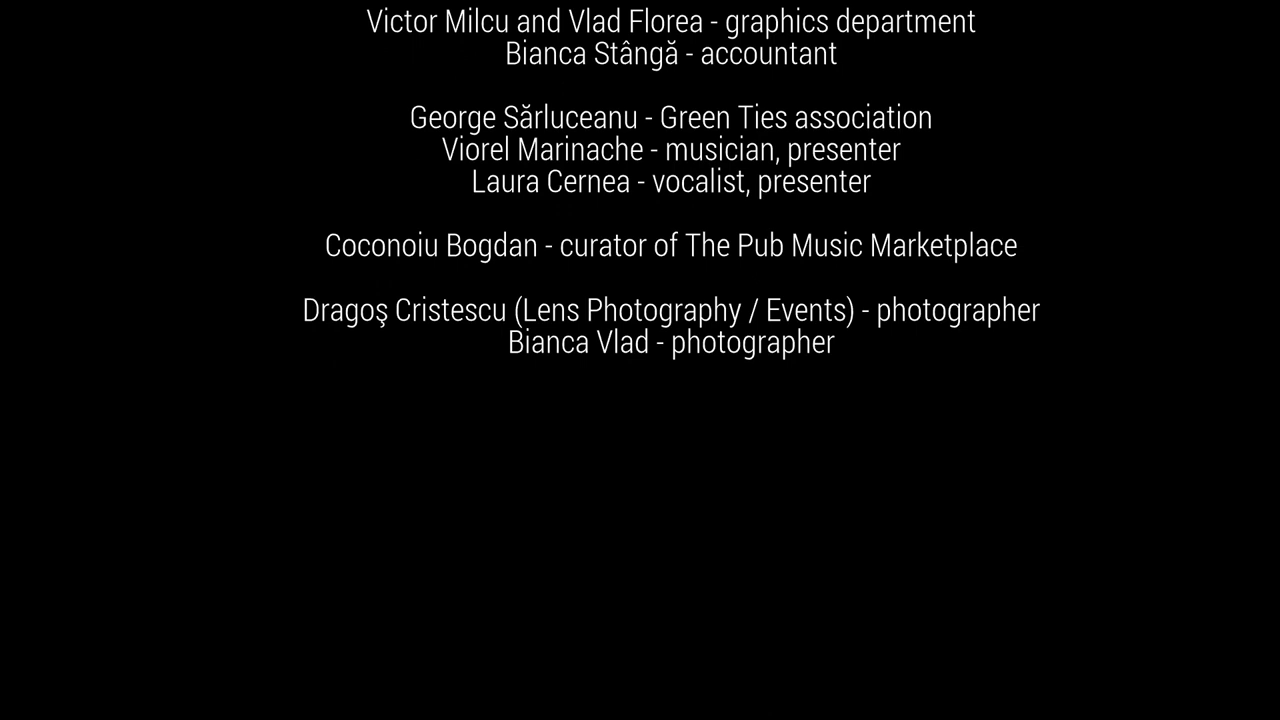 Victor Milcu and Vlad Florea - graphics department
Bianca Stângă - accountant
George Sărluceanu - Green Ties association
Viorel Marinache - musician, presenter
Laura Cernea - vocalist, presenter
Coconoiu Bogdan - curator of The Pub Music Marketplace
Dragoş Cristescu (Lens Photography / Events) - photographer
Bianca Vlad - photographer